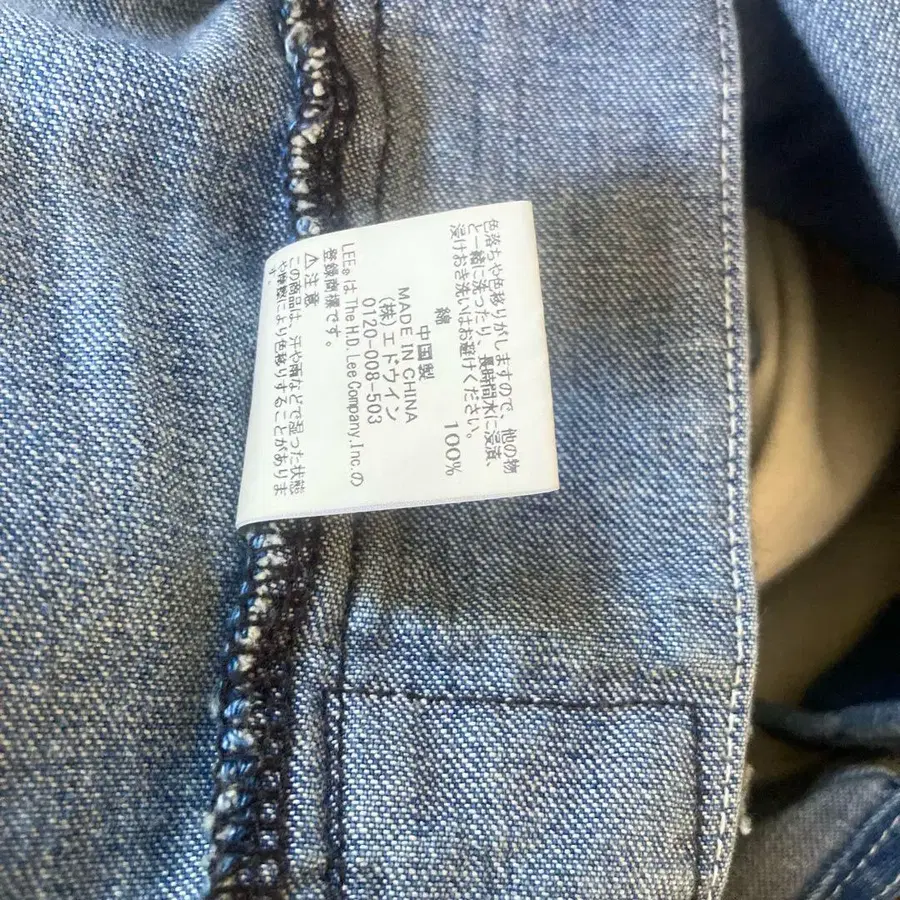 色落ちや色移りがしますので、他の物
と一緒に洗ったり、長時間水に浸漬、
浸けおき洗いはお避けください。
綿 100%
中国製
MADE IN CHINA
(株)エドウイン
0120-008-503
LEE®は The H.D. Lee Company, Inc.の
登録商標です。
⚠注意
この商品は、汗や雨などで湿った状態
や摩擦により色移りすることがありま
す。